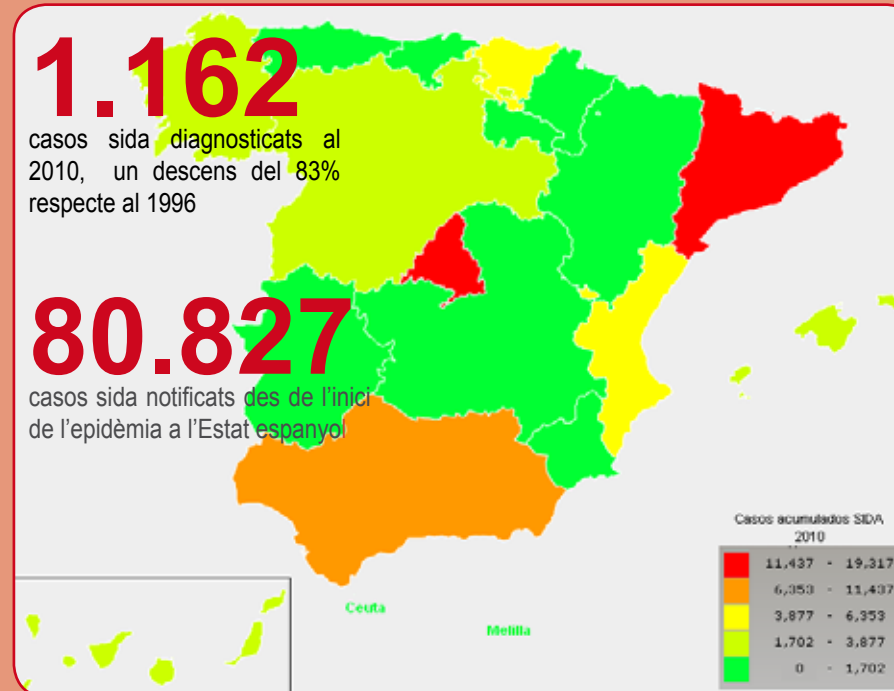 1.162
casos sida diagnosticats al
2010, un descens del 83%
respecte al 1996
80.827
casos sida notificats des de l'inici
de l'epidèmia a l'Estat espanyol
Ceuta
Melilla
Casos acumulados SIDA
2010
11,437 - 19,317
6,353 - 11,437
3,877 - 6,353
1,702 - 3,877
0 - 1,702